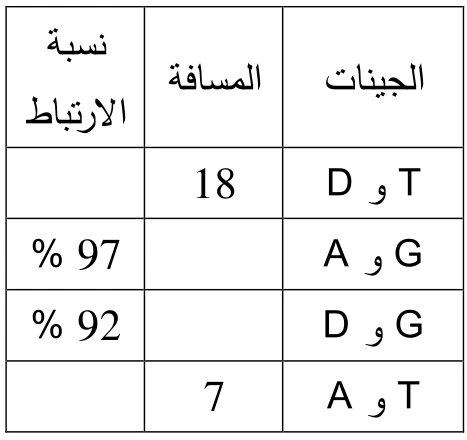 الجينات المسافة نسبة الارتباط
T و D 18
G و A 97 %
G و D 92 %
T و A 7